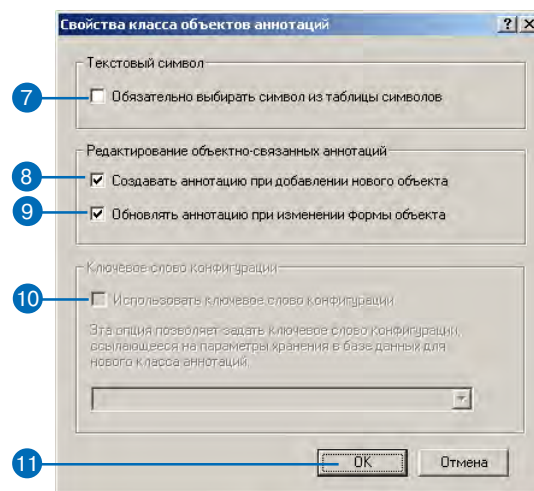 Свойства класса объектов аннотаций
Текстовый символ
7 Обязательно выбирать символ из таблицы символов
Редактирование объектно-связанных аннотаций
8 Создавать аннотацию при добавлении нового объекта
9 Обновлять аннотацию при изменении формы объекта
Ключевое слово конфигурации
10 Использовать ключевое слово конфигурации
Эта опция позволяет задать ключевое слово конфигурации,
ссылающееся на параметры хранения в базе данных для
нового класса аннотаций.
11 OK Отмена